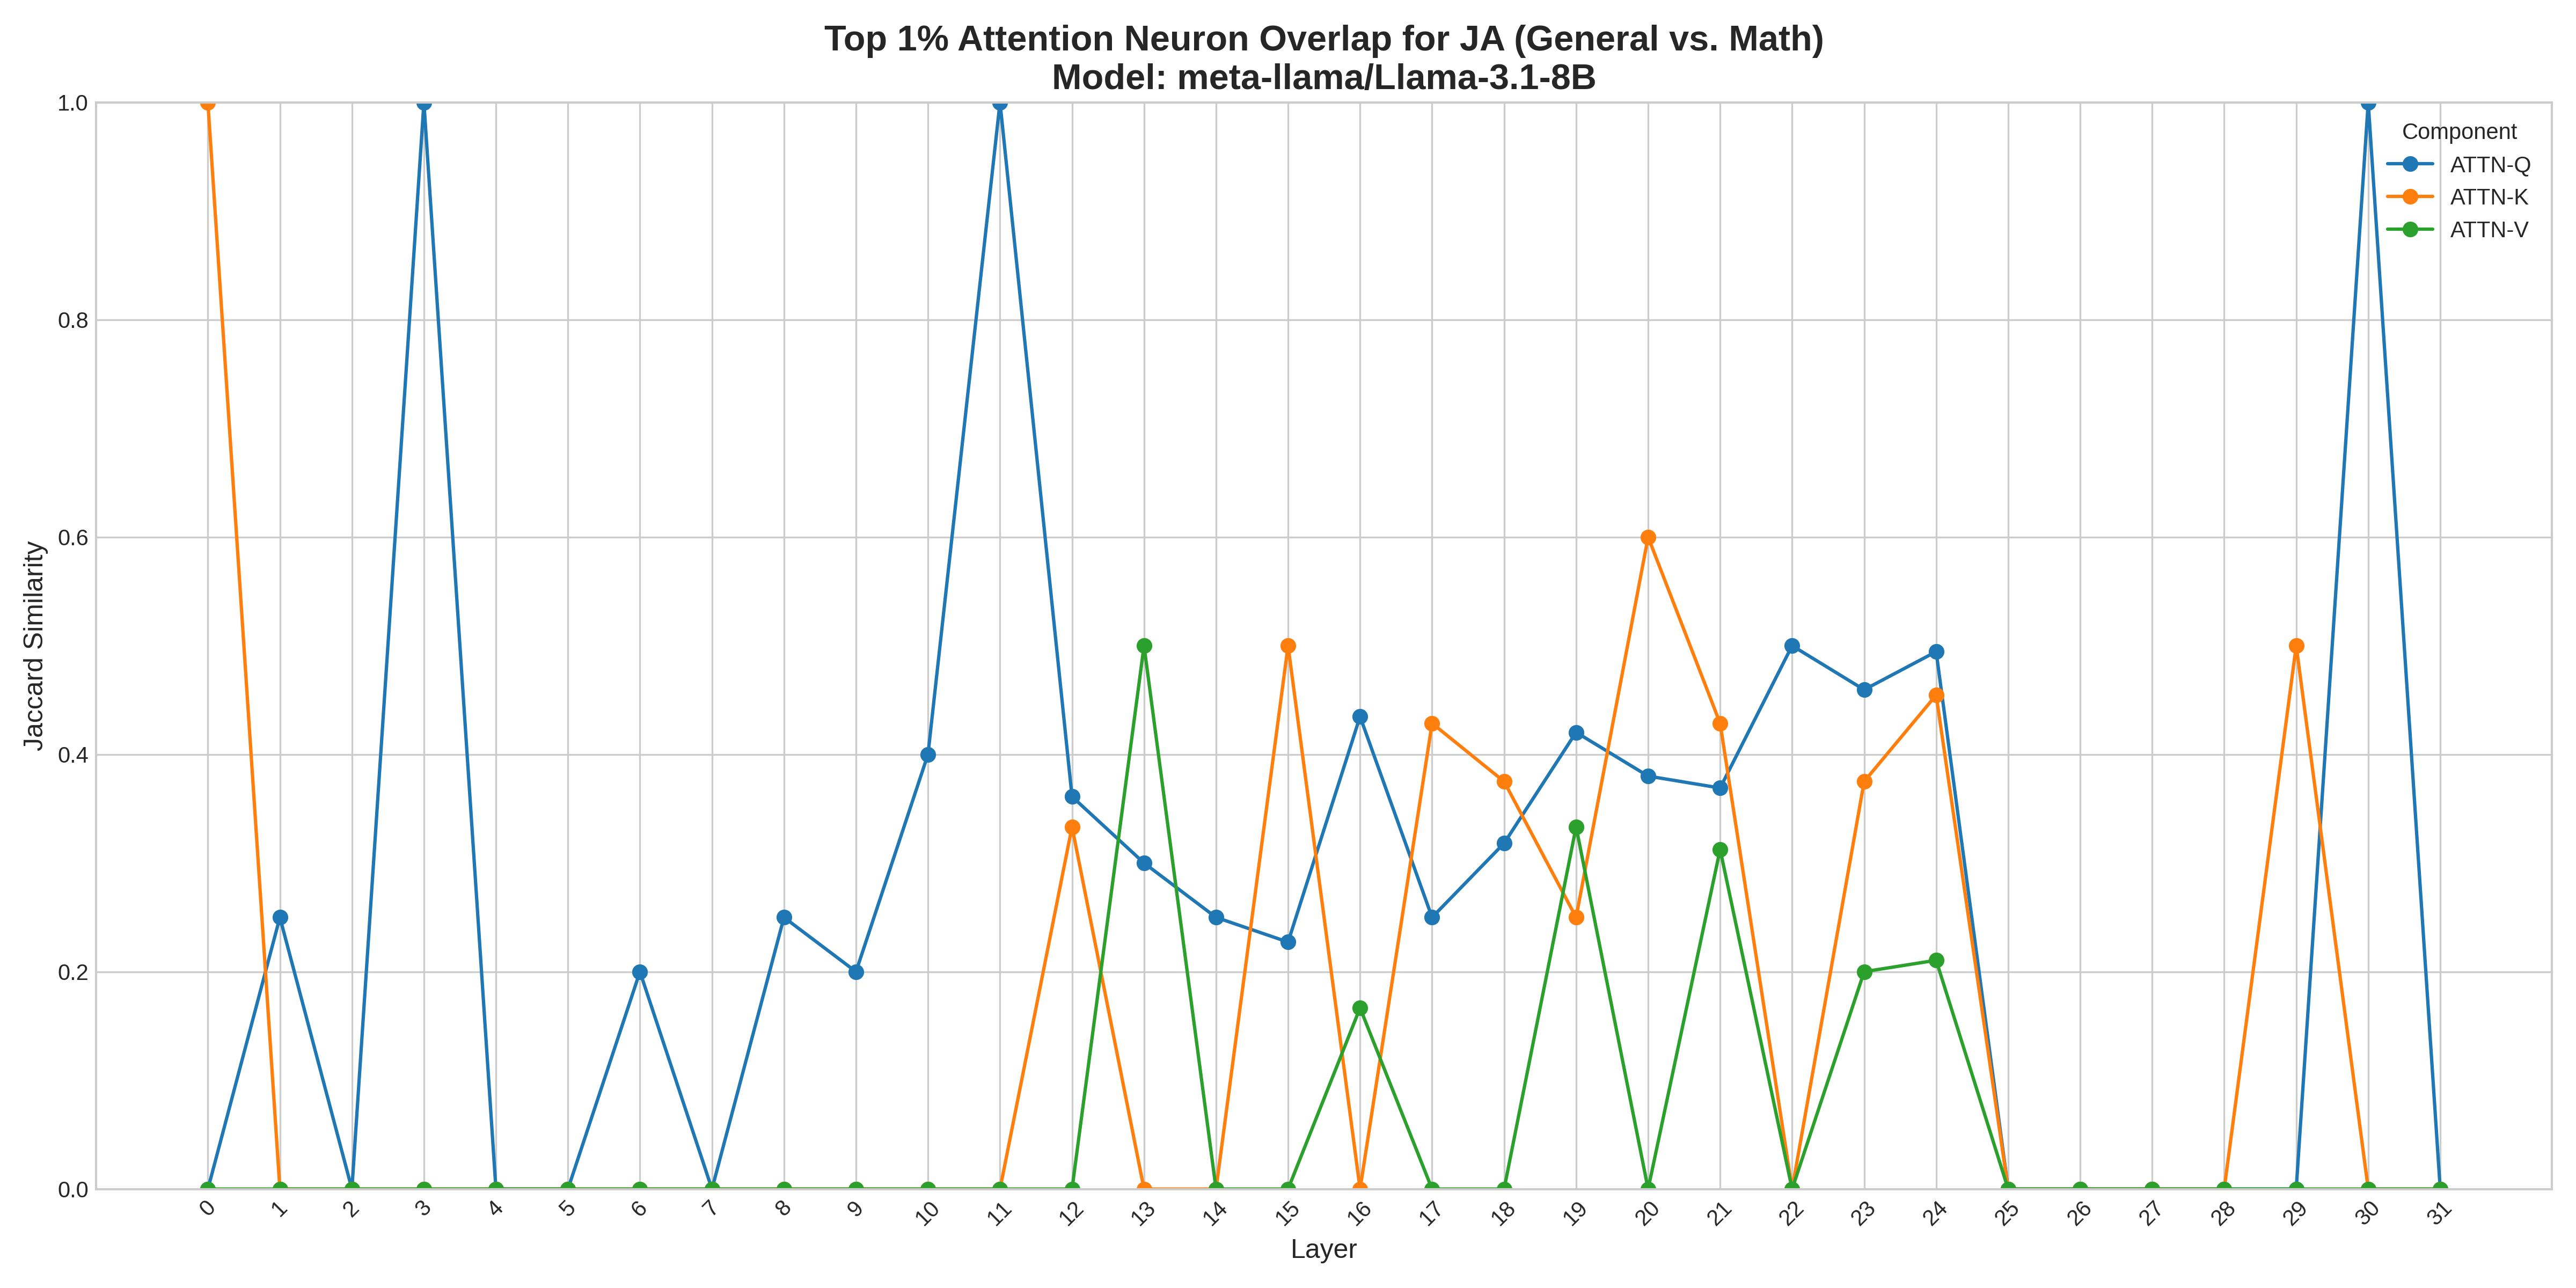 Top 1% Attention Neuron Overlap for JA (General vs. Math)
Model: meta-llama/Llama-3.1-8B
Component
ATTN-Q
ATTN-K
ATTN-V
Jaccard Similarity
1.0
0.8
0.6
0.4
0.2
0.0
0 1 2 3 4 5 6 7 8 9 10 11 12 13 14 15 16 17 18 19 20 21 22 23 24 25 26 27 28 29 30 31
Layer